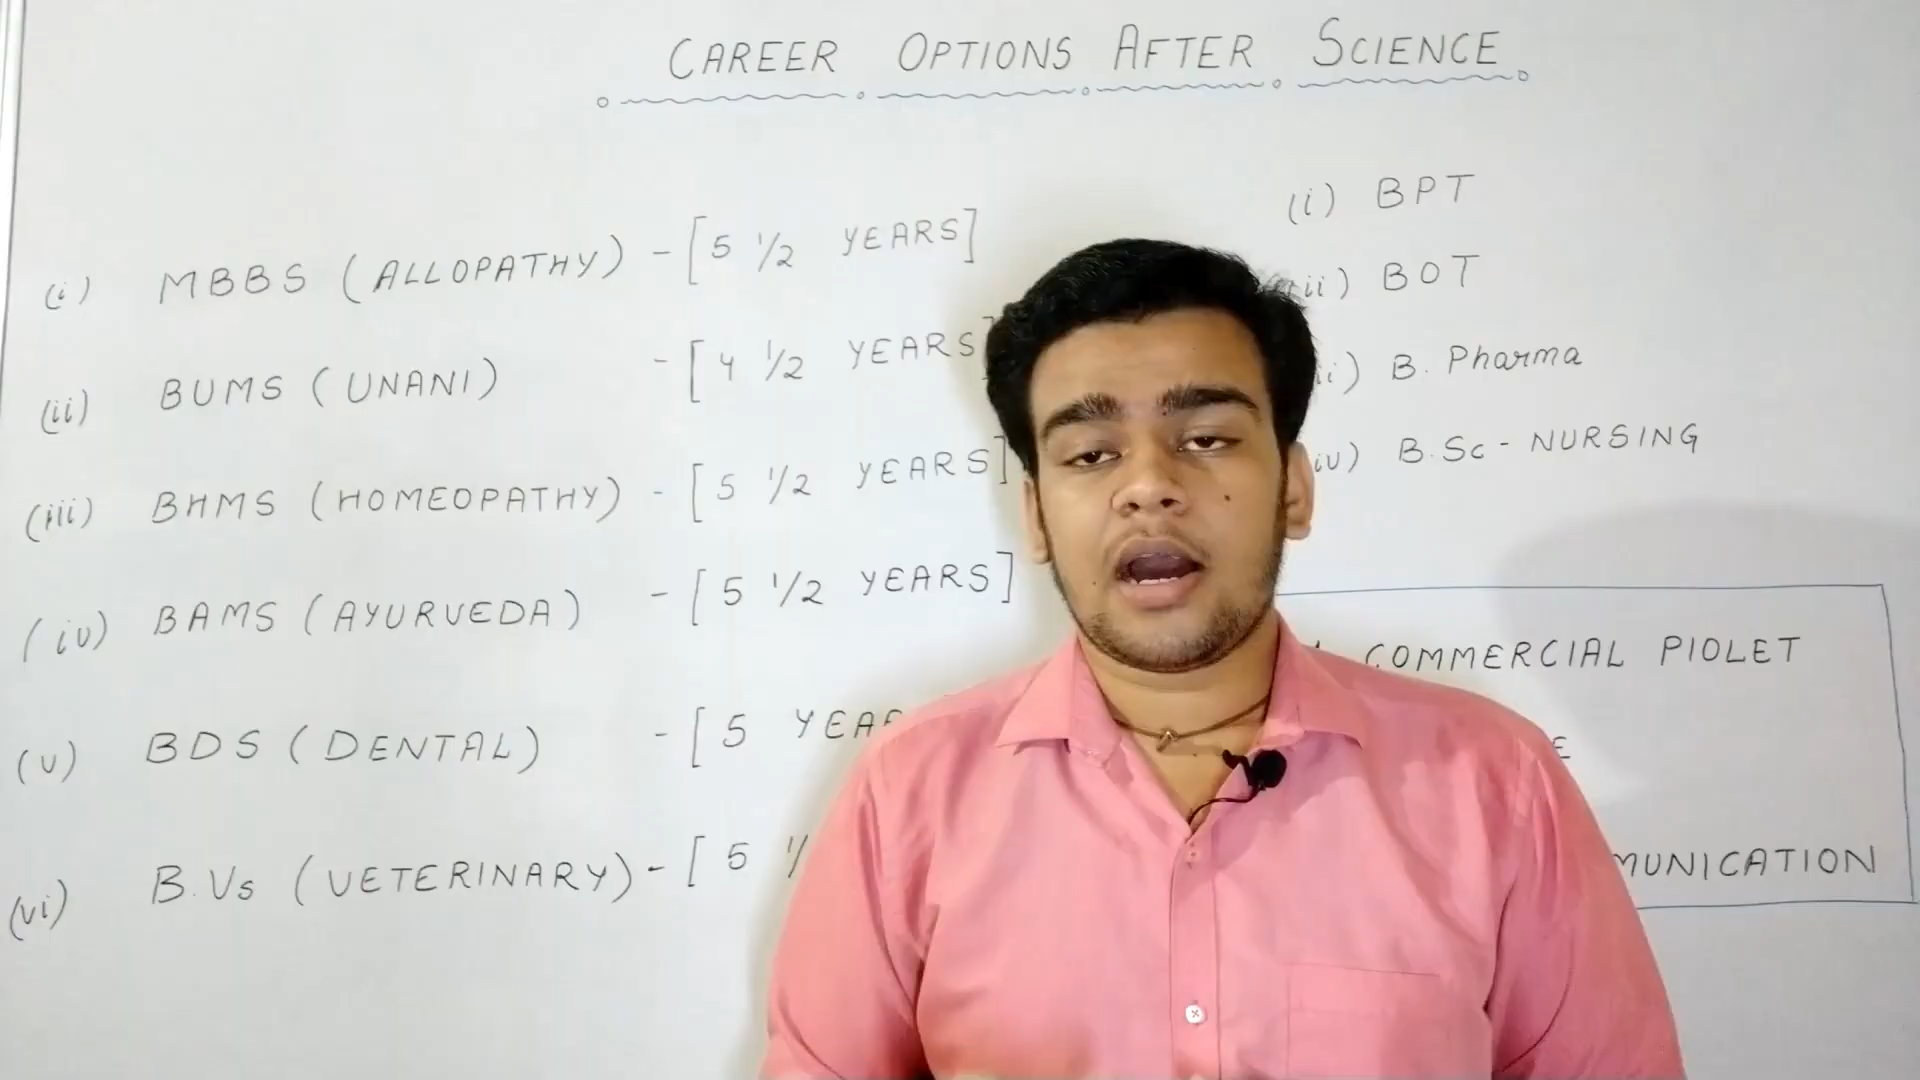 CAREER OPTIONS AFTER SCIENCE
(i) MBBS (ALLOPATHY) - [5 1/2 YEARS]
(ii) BUMS (UNANI) - [4 1/2 YEARS]
(iii) BHMS (HOMEOPATHY) - [5 1/2 YEARS]
(iv) BAMS (AYURVEDA) - [5 1/2 YEARS]
(v) BDS (DENTAL) - [5
(vi) B.Vs (VETERINARY) - [5
(i) BPT
ii) BOT
B. Pharma
iv) B.Sc - NURSING
COMMERCIAL PIOLET